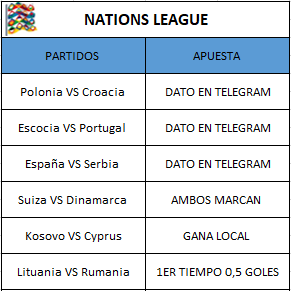 NATIONS LEAGUE
PARTIDOS APUESTA
Polonia VS Croacia DATO EN TELEGRAM
Escocia VS Portugal DATO EN TELEGRAM
España VS Serbia DATO EN TELEGRAM
Suiza VS Dinamarca AMBOS MARCAN
Kosovo VS Cyprus GANA LOCAL
Lituania VS Rumania 1ER TIEMPO 0,5 GOLES